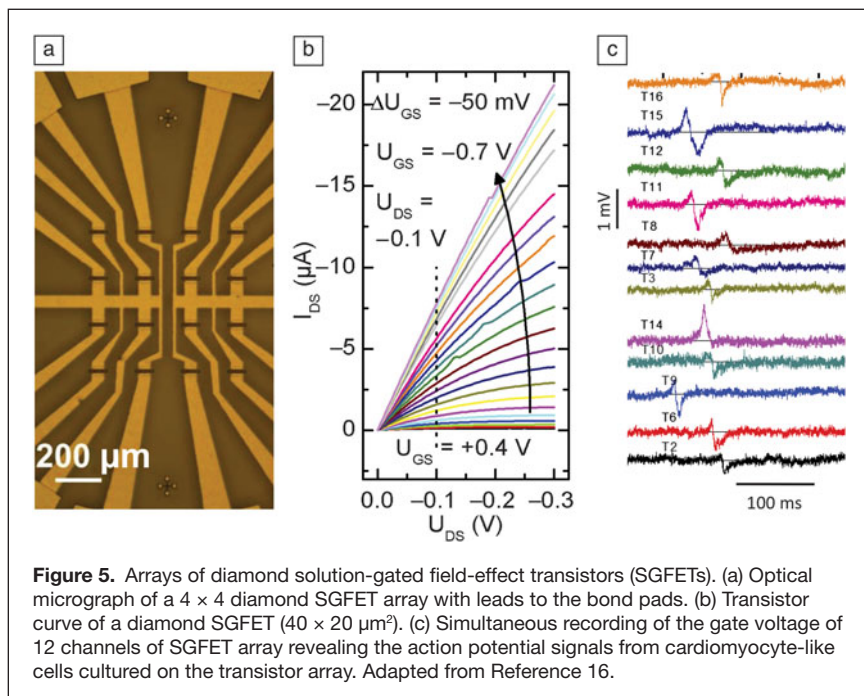 a
200 μm
b
–20
–15
–10
–5
0
I_DS (μA)
ΔU_GS = –50 mV
U_GS = –0.7 V
U_DS =
–0.1 V
U_GS = +0.4 V
0.0 –0.1 –0.2 –0.3
U_DS (V)
c
T16
T15
T12
T11
1 mV
T8
T7
T3
T14
T10
T9
T6
T2
100 ms
Figure 5. Arrays of diamond solution-gated field-effect transistors (SGFETs). (a) Optical
micrograph of a 4 × 4 diamond SGFET array with leads to the bond pads. (b) Transistor
curve of a diamond SGFET (40 × 20 μm²). (c) Simultaneous recording of the gate voltage of
12 channels of SGFET array revealing the action potential signals from cardiomyocyte-like
cells cultured on the transistor array. Adapted from Reference 16.